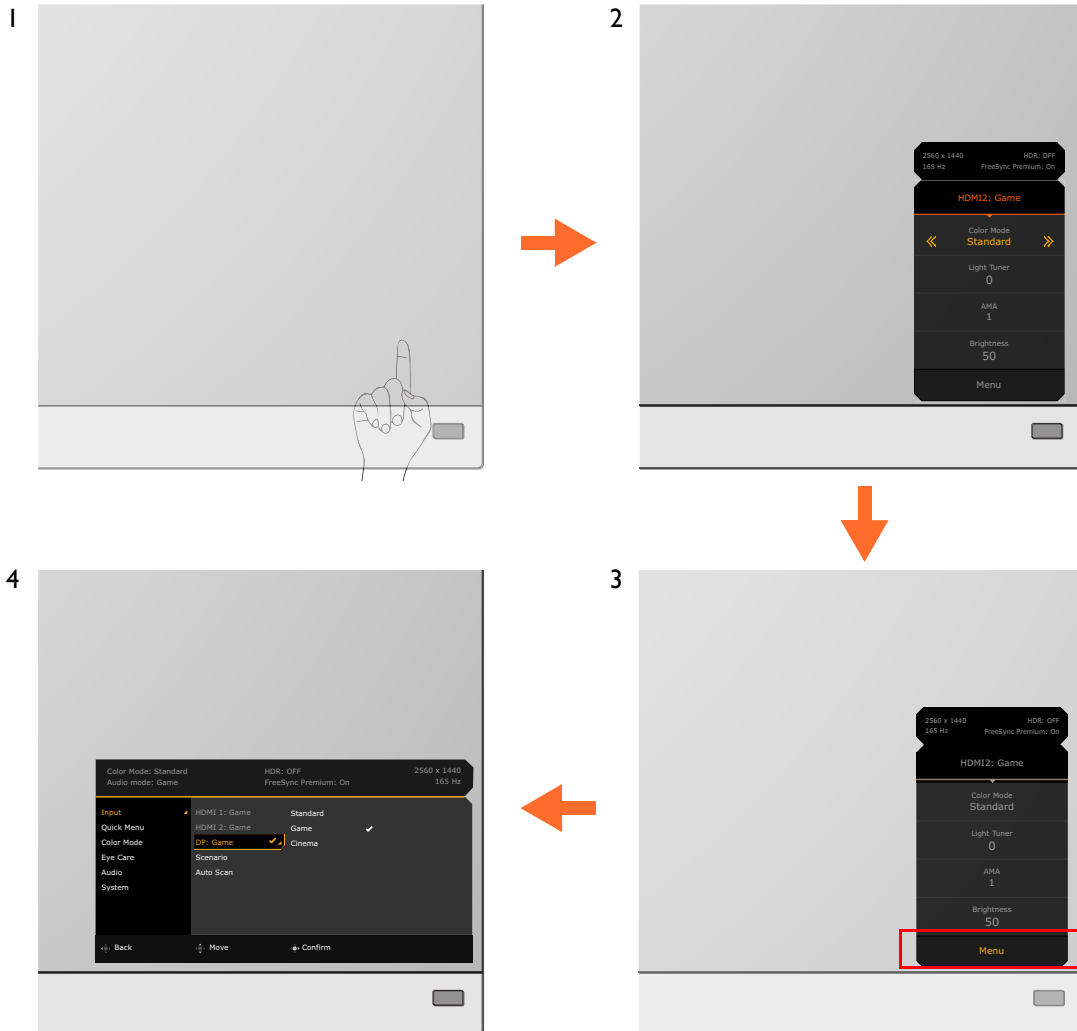 1
2
2560 x 1440 HDR: OFF
165 Hz FreeSync Premium: On
HDMI2: Game
Color Mode
Standard
Light Tuner
0
AMA
1
Brightness
50
Menu
3
2560 x 1440 HDR: OFF
165 Hz FreeSync Premium: On
HDMI2: Game
Color Mode
Standard
Light Tuner
0
AMA
1
Brightness
50
Menu
4
Color Mode: Standard HDR: OFF 2560 x 1440
Audio mode: Game FreeSync Premium: On 165 Hz
Input HDMI 1: Game Standard
Quick Menu HDMI 2: Game Game
Color Mode DP: Game Cinema
Eye Care Scenario
Audio Auto Scan
System
Back Move Confirm